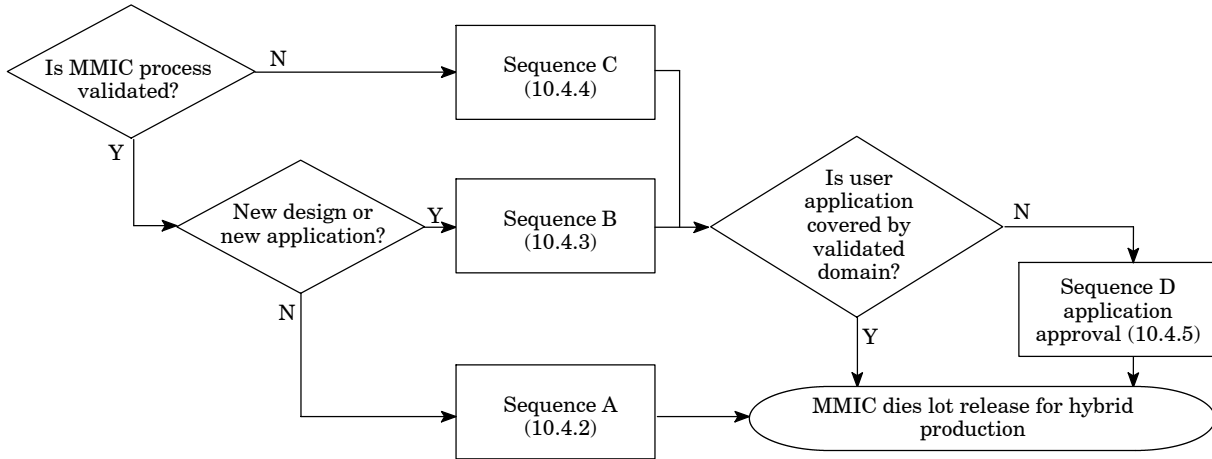 Is MMIC process
validated?
N
Y
Sequence C
(10.4.4)
New design or
new application?
Y
N
Sequence B
(10.4.3)
Is user
application
covered by
validated
domain?
N
Y
Sequence D
application
approval (10.4.5)
Sequence A
(10.4.2)
MMIC dies lot release for hybrid
production